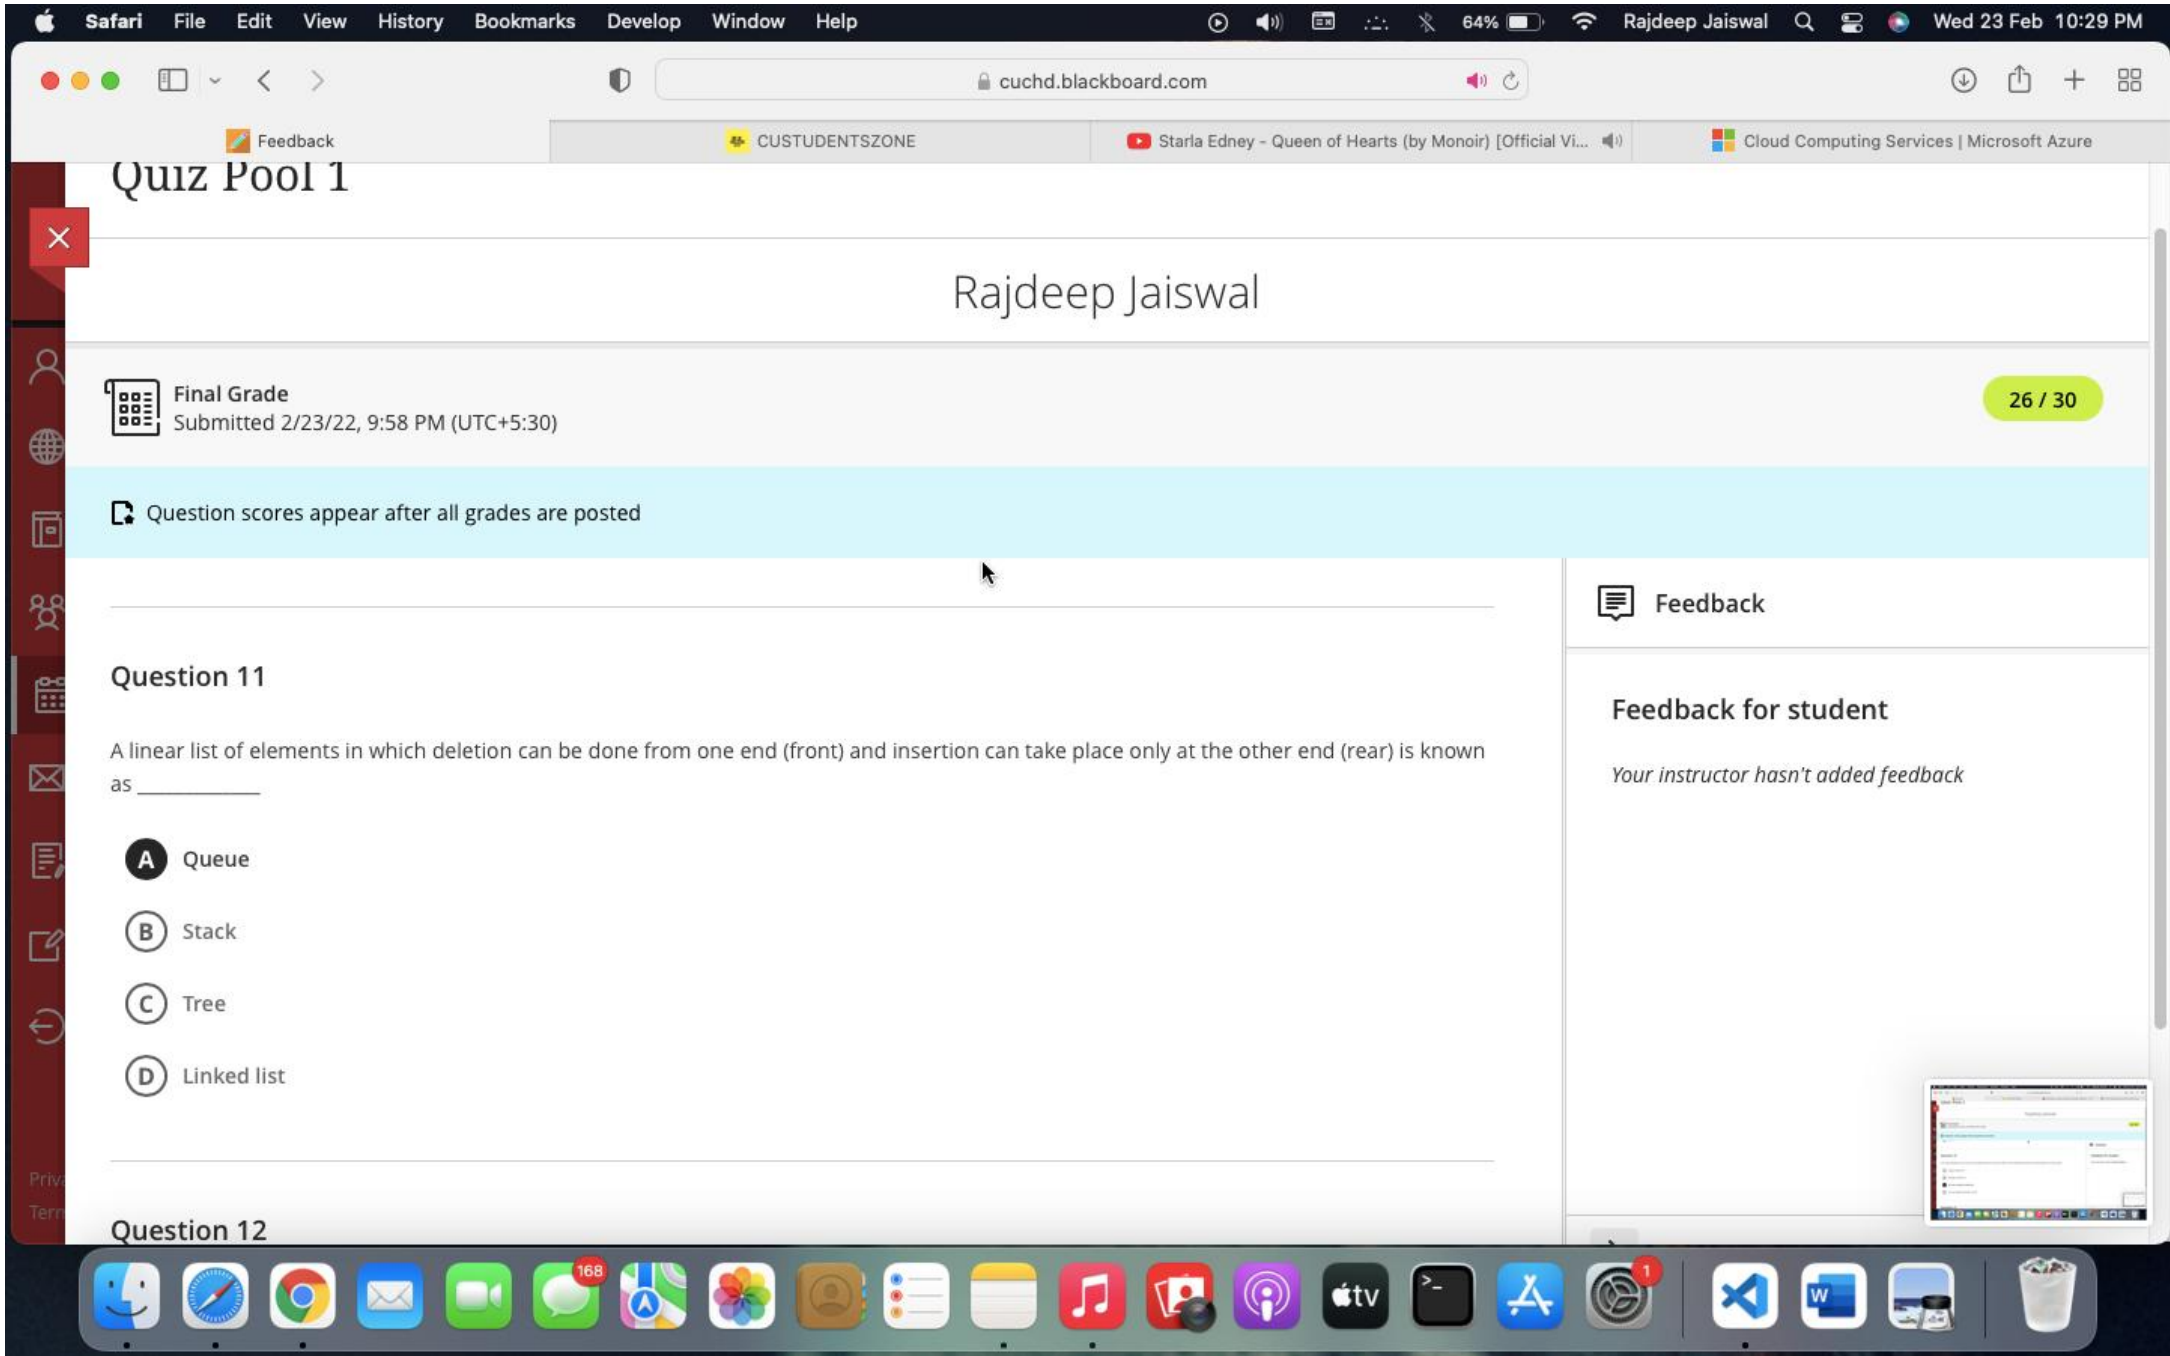 Safari File Edit View History Bookmarks Develop Window Help 64% Rajdeep Jaiswal Wed 23 Feb 10:29 PM
cuchd.blackboard.com
Feedback CUSTUDENTSZONE Starla Edney - Queen of Hearts (by Monoir) [Official Vi... Cloud Computing Services | Microsoft Azure
Quiz Pool 1
Rajdeep Jaiswal
Final Grade
26 / 30
Submitted 2/23/22, 9:58 PM (UTC+5:30)
Question scores appear after all grades are posted
Feedback
Question 11
Feedback for student
A linear list of elements in which deletion can be done from one end (front) and insertion can take place only at the other end (rear) is known
as ____________
Your instructor hasn't added feedback
A Queue
B Stack
C Tree
D Linked list
Priva
Term
Question 12
168
tv
>_
1
W